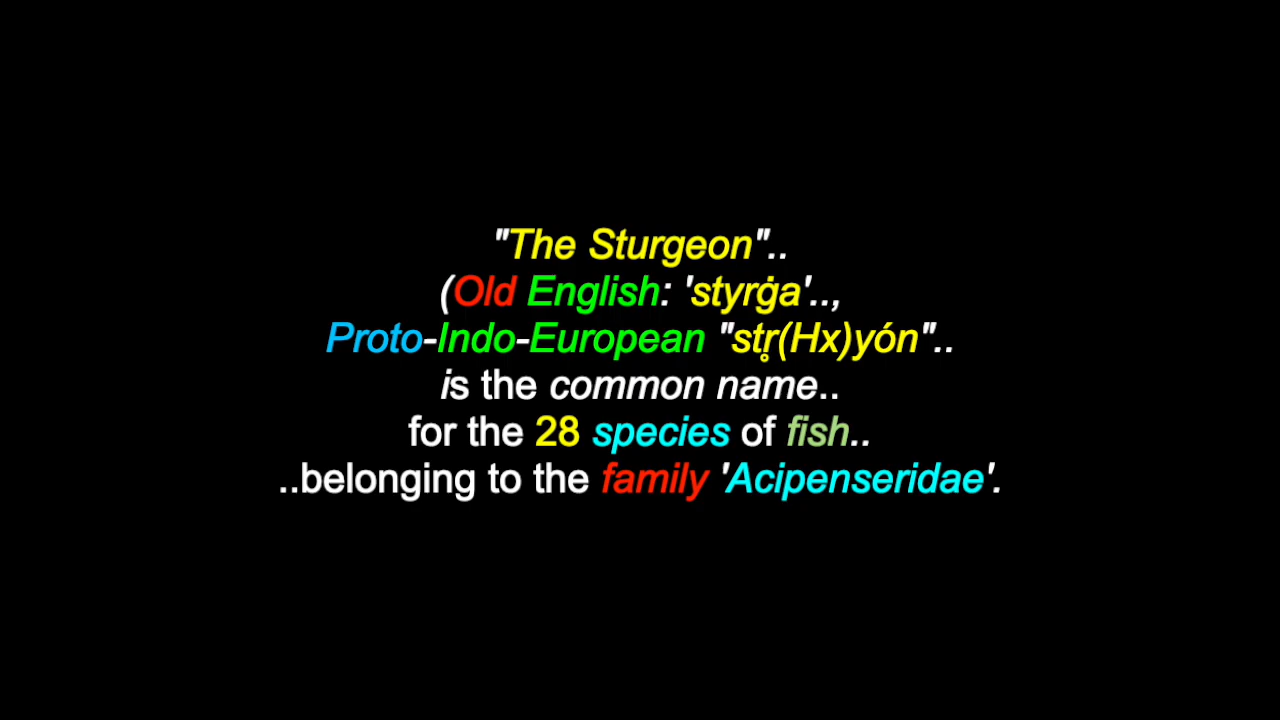 "The Sturgeon"..
(Old English: 'styrġa'..,
Proto-Indo-European "str̥(Hx)yón"..
is the common name..
for the 28 species of fish..
..belonging to the family 'Acipenseridae'.